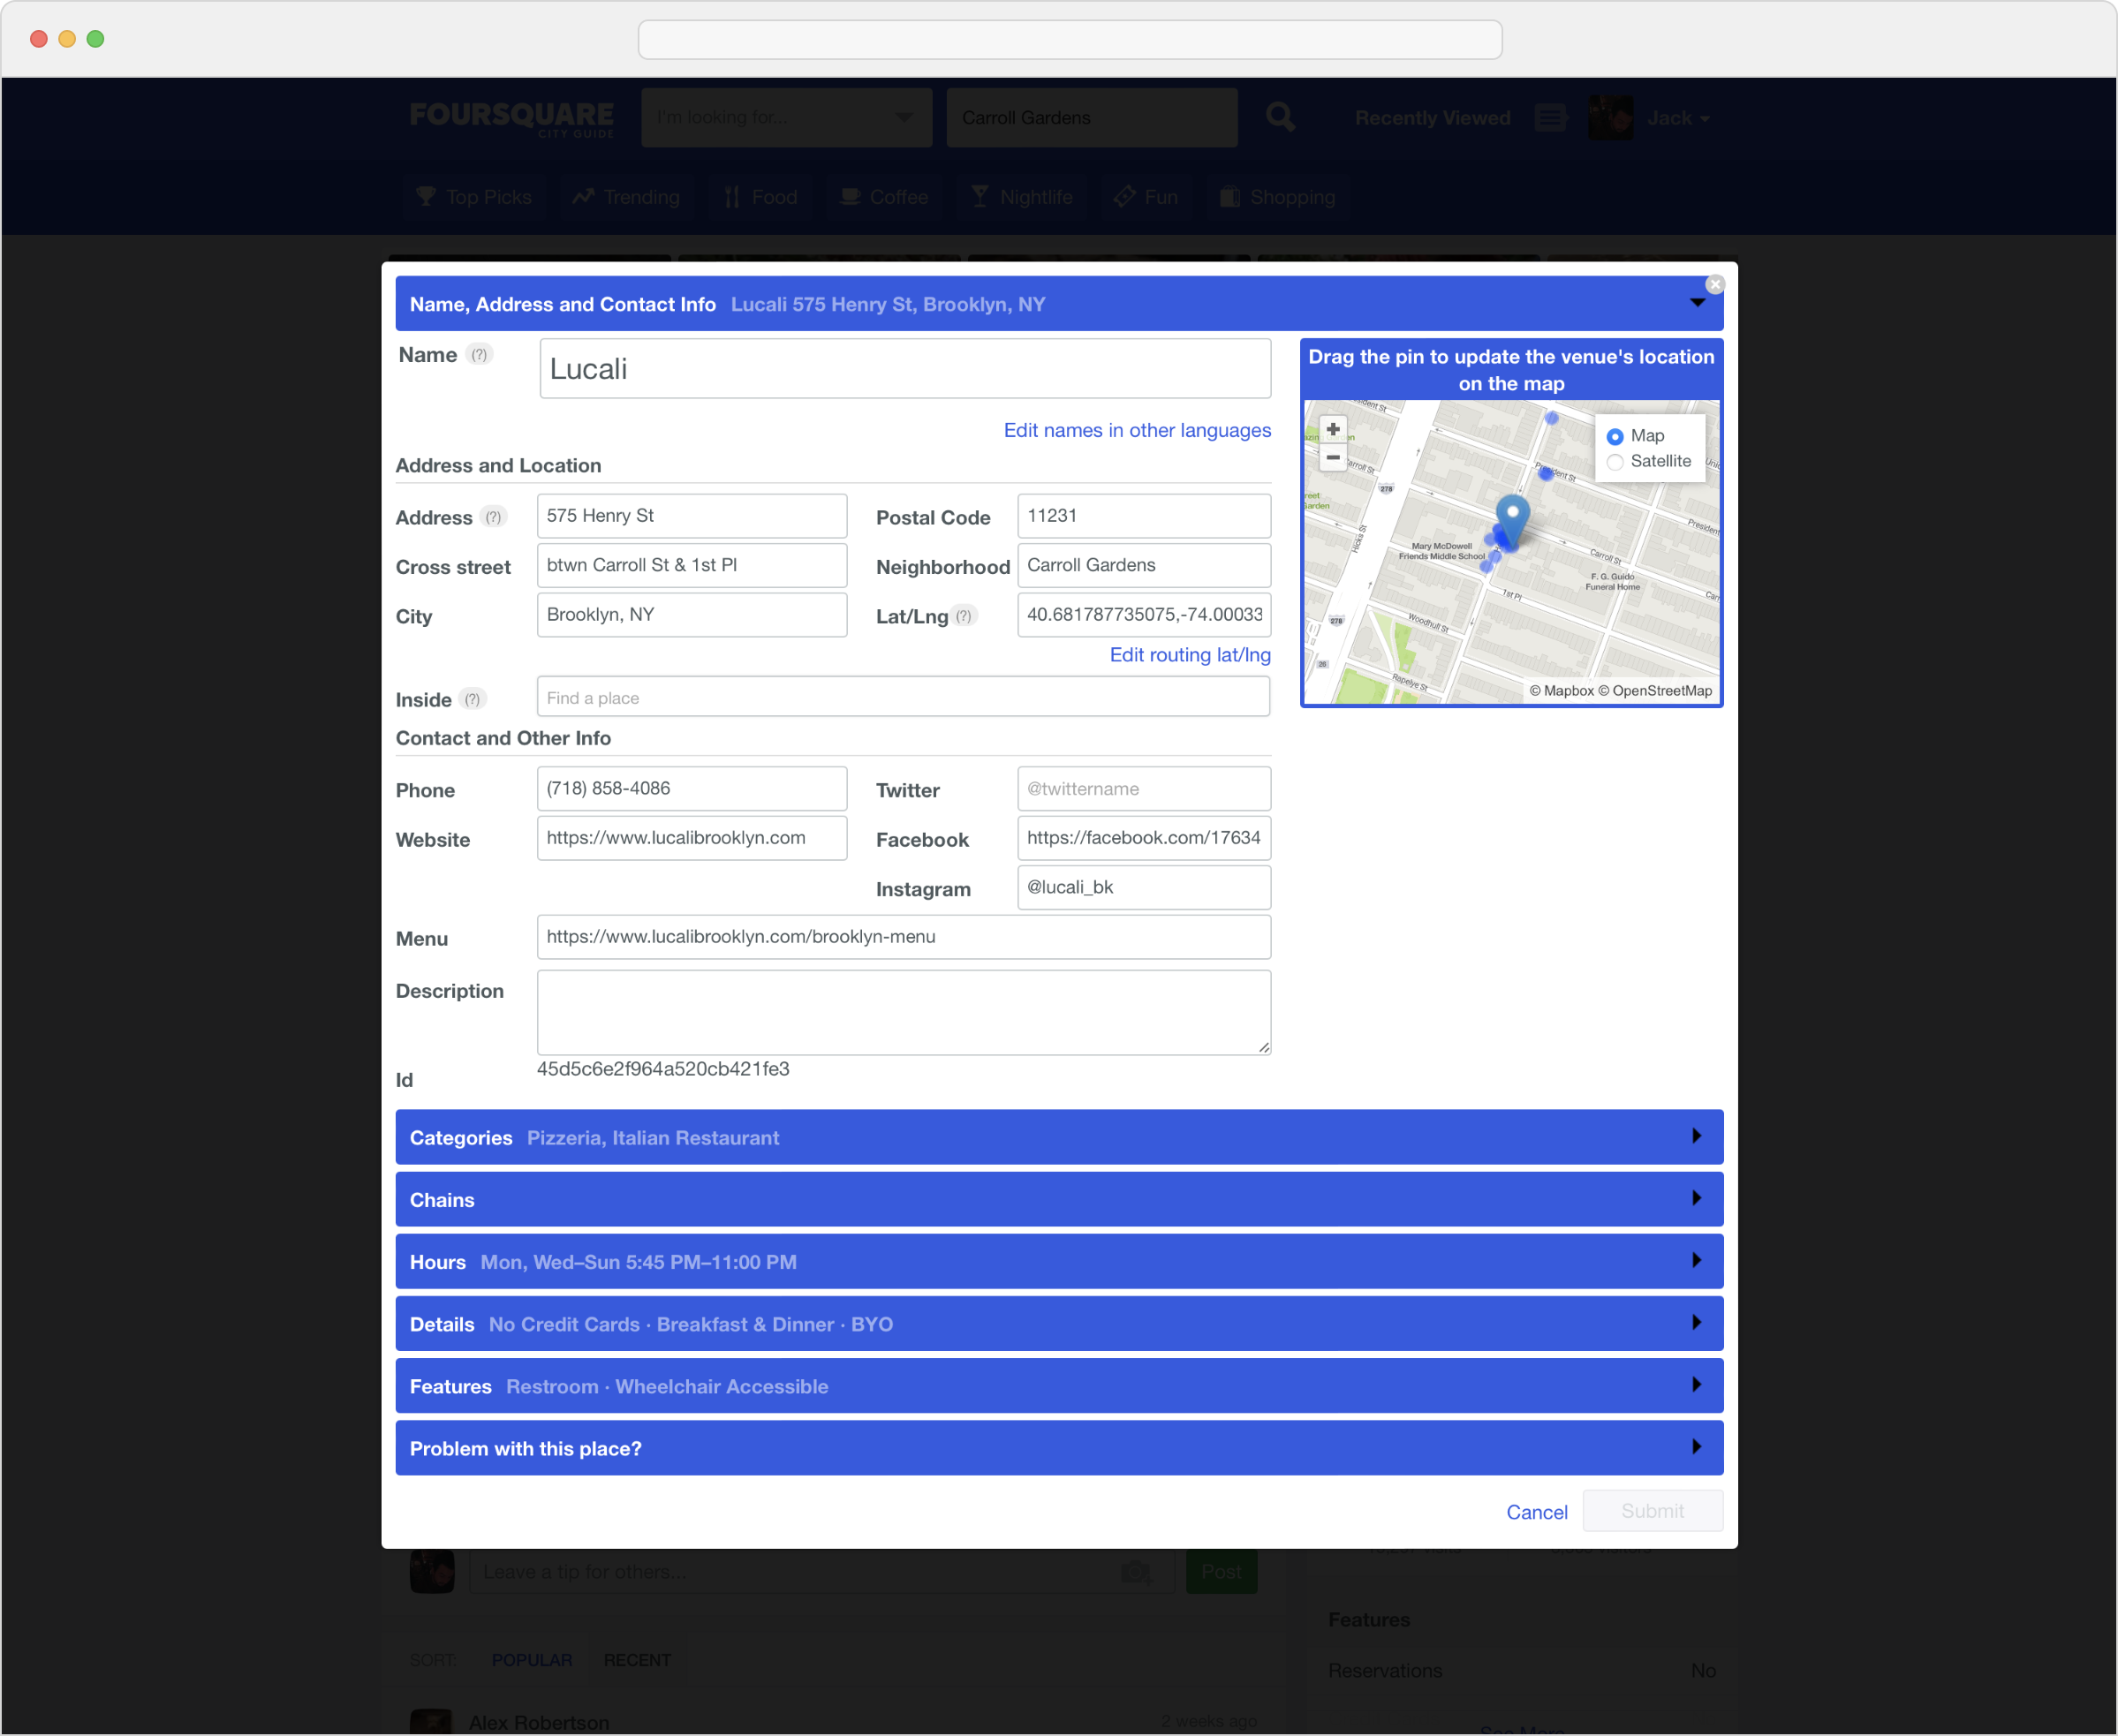 FOURSQUARE
CITY GUIDE
I'm looking for...
Carroll Gardens
Recently Viewed
Jack
Top Picks
Trending
Food
Coffee
Nightlife
Fun
Shopping
Name, Address and Contact Info Lucali 575 Henry St, Brooklyn, NY
Name (?)
Lucali
Edit names in other languages
Address and Location
Address (?) 575 Henry St
Postal Code 11231
Cross street btwn Carroll St & 1st Pl
Neighborhood Carroll Gardens
City Brooklyn, NY
Lat/Lng (?) 40.681787735075,-74.00033
Edit routing lat/lng
Inside (?) Find a place
Drag the pin to update the venue's location
on the map
+
−
Map
Satellite
President St
Carroll St
278
Hicks St
Mary McDowell
Friends Middle School
Carroll St
President
F. G. Guido
Funeral Home
1st Pl
Woodhull St
278
Rapelye St
© Mapbox © OpenStreetMap
Contact and Other Info
Phone (718) 858-4086
Twitter @twittername
Website https://www.lucalibrooklyn.com
Facebook https://facebook.com/17634
Instagram @lucali_bk
Menu https://www.lucalibrooklyn.com/brooklyn-menu
Description
Id 45d5c6e2f964a520cb421fe3
Categories Pizzeria, Italian Restaurant
Chains
Hours Mon, Wed–Sun 5:45 PM–11:00 PM
Details No Credit Cards · Breakfast & Dinner · BYO
Features Restroom · Wheelchair Accessible
Problem with this place?
Cancel
Submit
Leave a tip for others...
Post
Features
SORT: POPULAR RECENT
Reservations No
Alex Robertson
2 weeks ago
See More